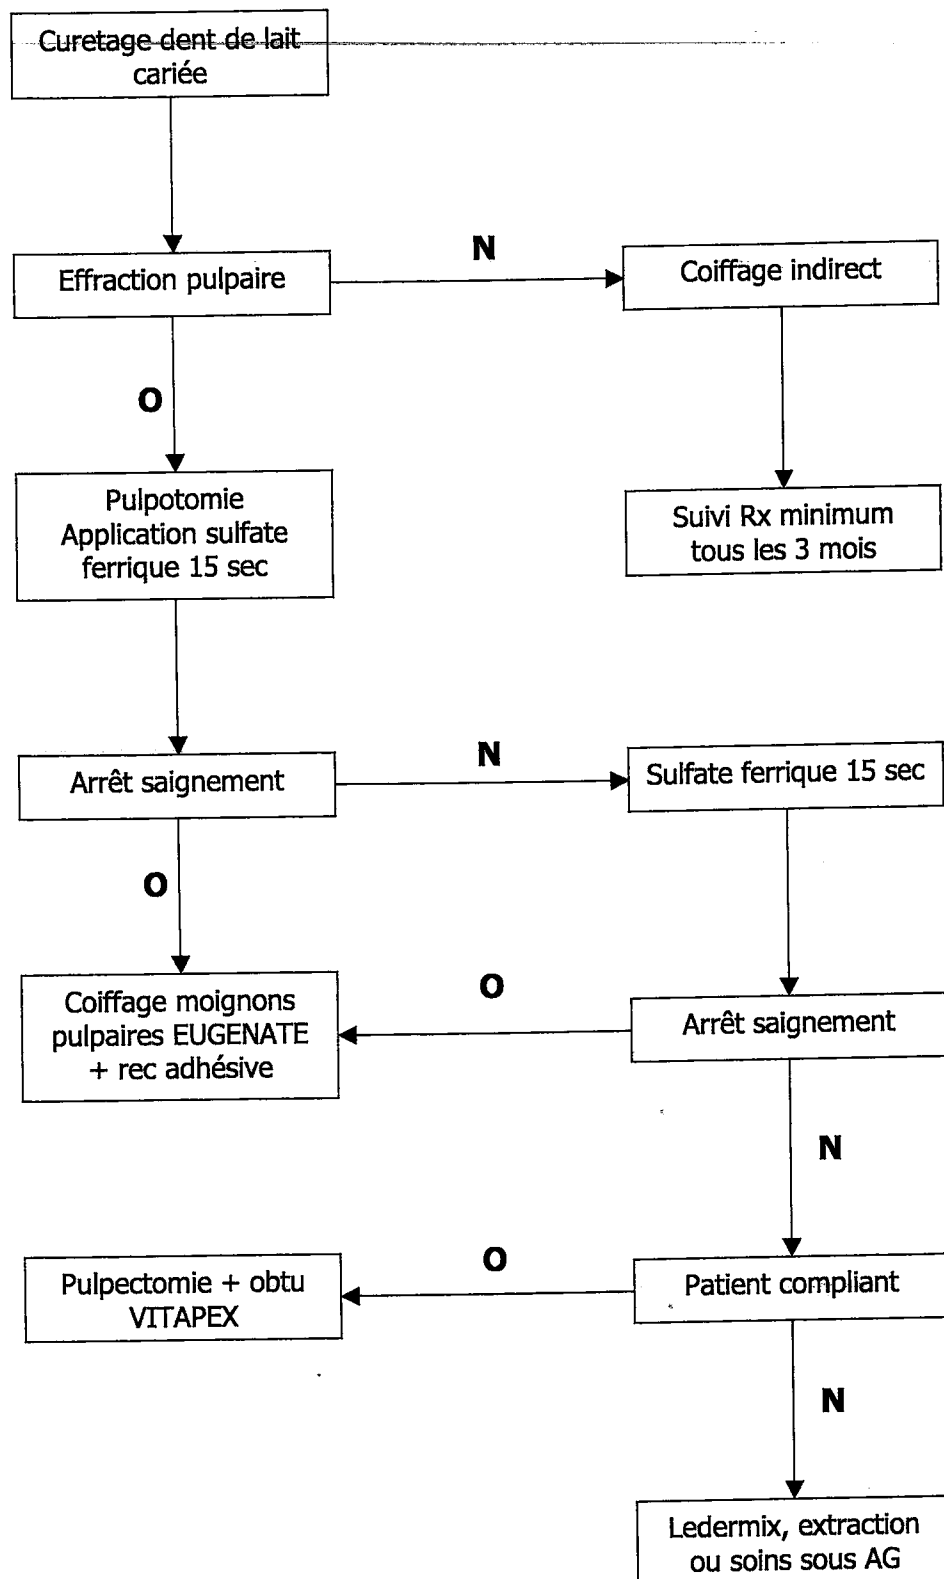 Curetage dent de lait
cariée
Effraction pulpaire
N
Coiffage indirect
O
Pulpotomie
Application sulfate
ferrique 15 sec
Suivi Rx minimum
tous les 3 mois
Arrêt saignement
N
Sulfate ferrique 15 sec
O
Coiffage moignons
pulpaires EUGENATE
+ rec adhésive
O
Arrêt saignement
N
Pulpectomie + obtu
VITAPEX
O
Patient compliant
N
Ledermix, extraction
ou soins sous AG